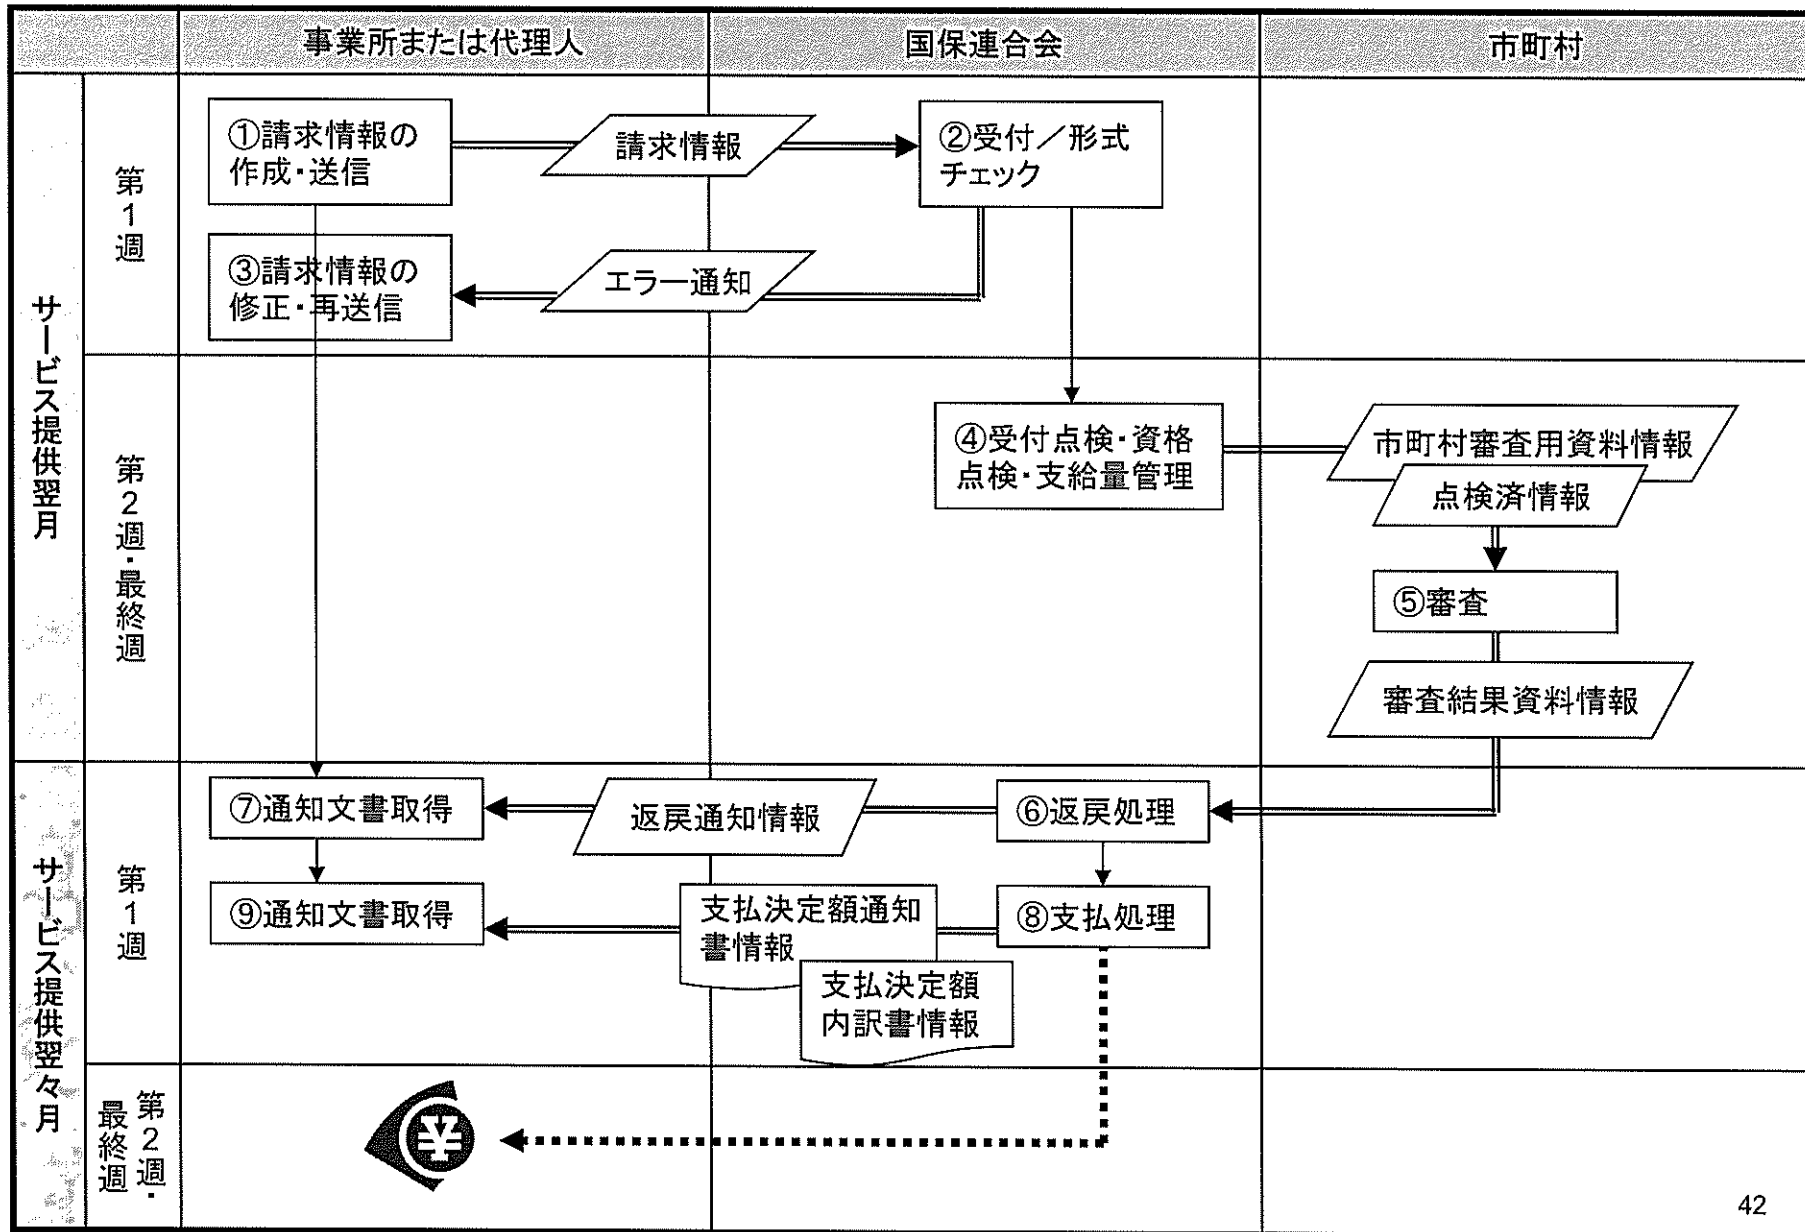 事業所または代理人
国保連合会
市町村
サービス提供翌月
第1週
①請求情報の
作成・送信
請求情報
②受付／形式
チェック
③請求情報の
修正・再送信
エラー通知
第2週・最終週
④受付点検・資格
点検・支給量管理
市町村審査用資料情報
点検済情報
⑤審査
審査結果資料情報
サービス提供翌々月
第1週
⑦通知文書取得
返戻通知情報
⑥返戻処理
⑨通知文書取得
支払決定額通知
書情報
⑧支払処理
支払決定額
内訳書情報
第2週・
最終週
¥
42